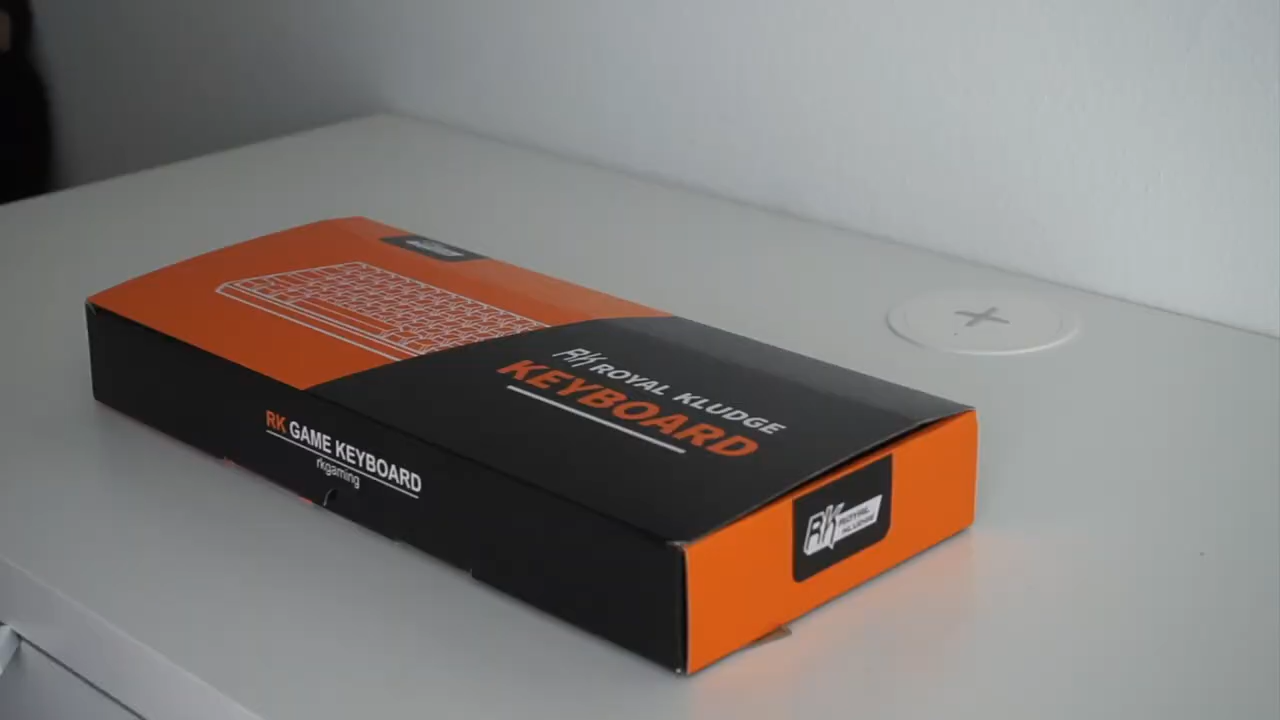 RK ROYAL KLUDGE
KEYBOARD
RK GAME KEYBOARD
rkgaming
RK ROYAL
KLUDGE